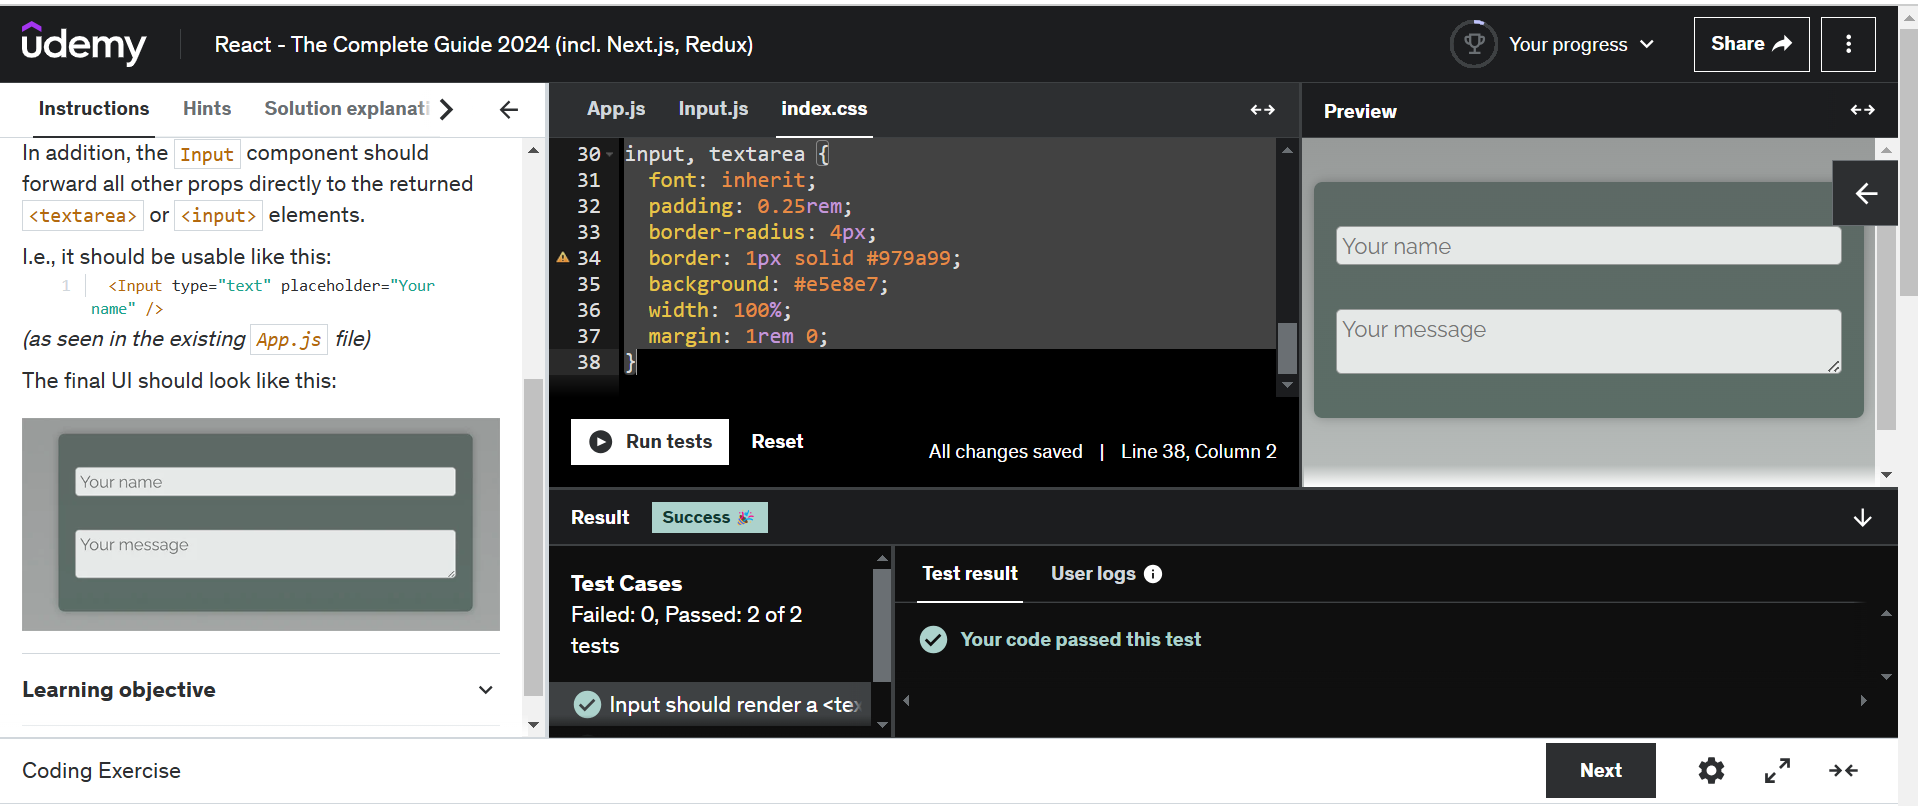 ûdemy
React - The Complete Guide 2024 (incl. Next.js, Redux)
Your progress
Share
Instructions
Hints
Solution explanati
App.js
Input.js
index.css
Preview
In addition, the Input component should
forward all other props directly to the returned
<textarea> or <input> elements.
I.e., it should be usable like this:
1 <Input type="text" placeholder="Your
name" />
(as seen in the existing App.js file)
The final UI should look like this:
Your name
Your message
Learning objective
30 input, textarea {
31 font: inherit;
32 padding: 0.25rem;
33 border-radius: 4px;
34 border: 1px solid #979a99;
35 background: #e5e8e7;
36 width: 100%;
37 margin: 1rem 0;
38 }
Run tests
Reset
All changes saved | Line 38, Column 2
Your name
Your message
Result
Success
Test Cases
Failed: 0, Passed: 2 of 2
tests
Input should render a <tex
Test result
User logs
Your code passed this test
Coding Exercise
Next